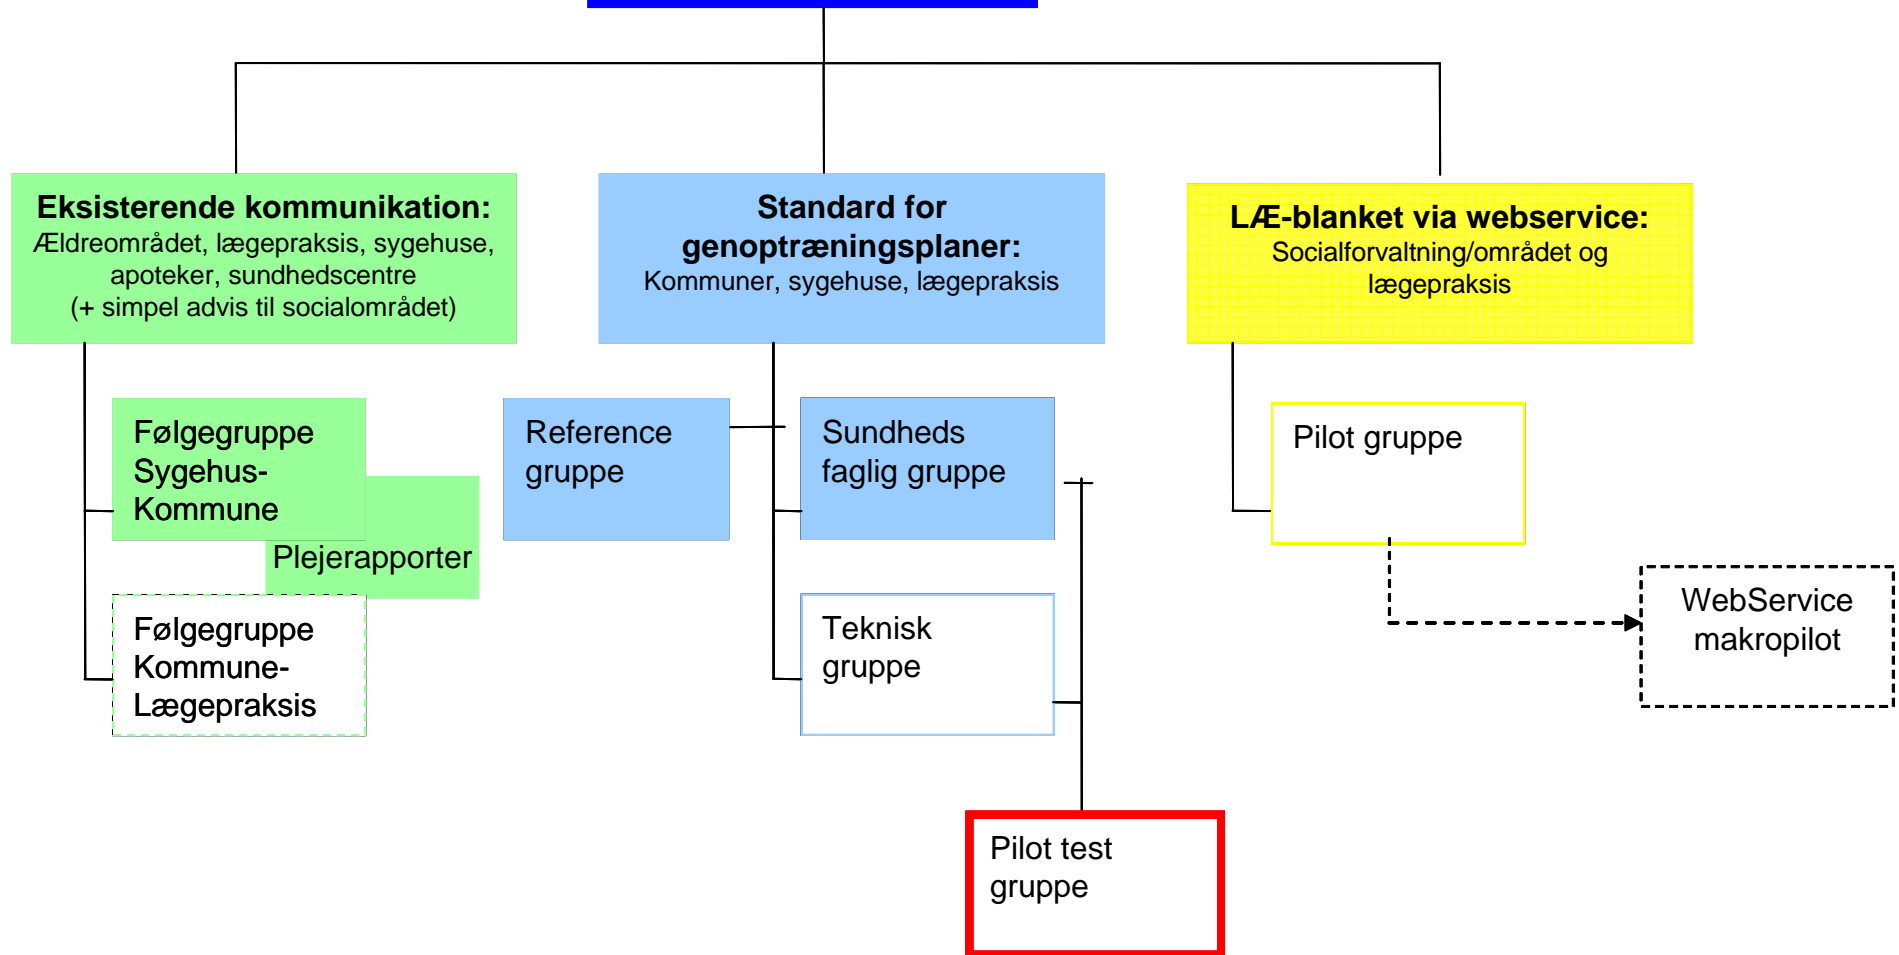 Eksisterende kommunikation:
Ældreområdet, lægepraksis, sygehuse,
apoteker, sundhedscentre
(+ simpel advis til socialområdet)
Standard for
genoptræningsplaner:
Kommuner, sygehuse, lægepraksis
LÆ-blanket via webservice:
Socialforvaltning/området og
lægepraksis
Følgegruppe
Sygehus-
Kommune
Plejerapporter
Følgegruppe
Kommune-
Lægepraksis
Reference
gruppe
Sundheds
faglig gruppe
Teknisk
gruppe
Pilot test
gruppe
Pilot gruppe
WebService
makropilot